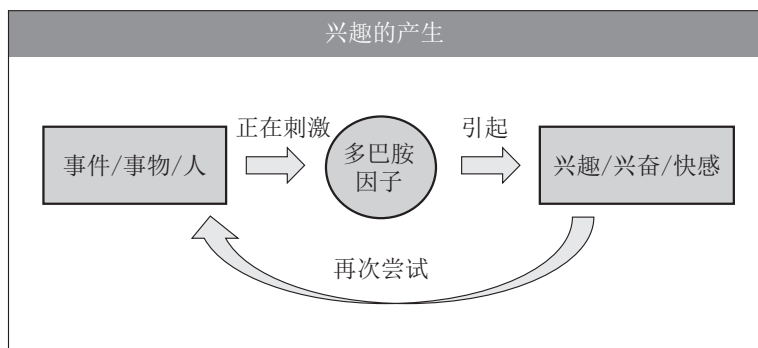 兴趣的产生
正在刺激
引起
事件/事物/人
多巴胺
因子
兴趣/兴奋/快感
再次尝试